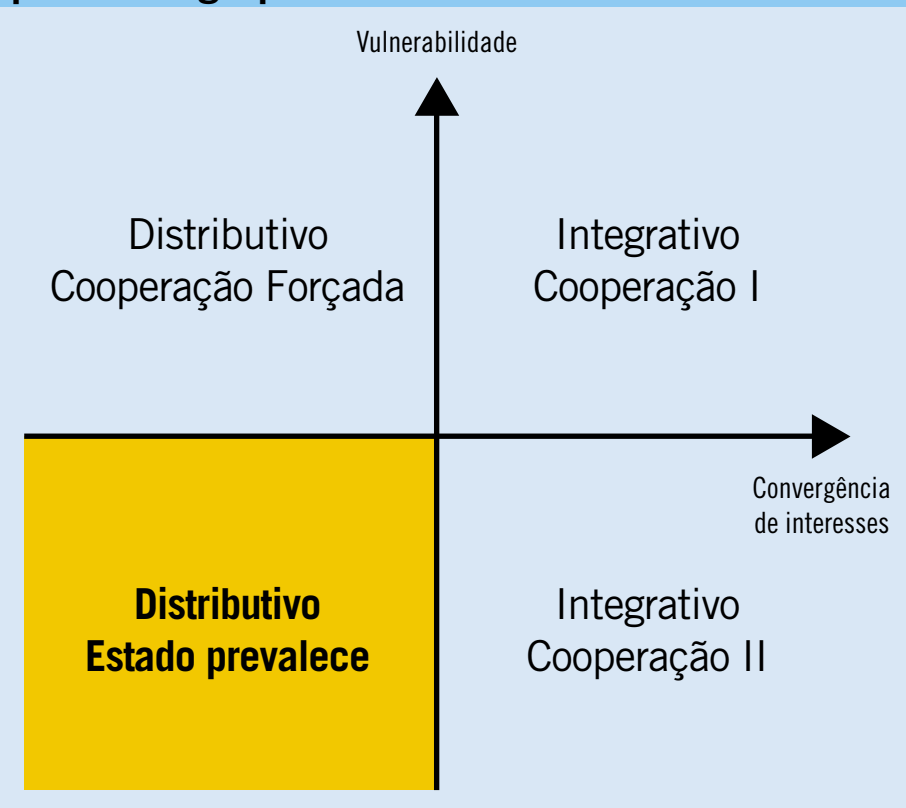 Vulnerabilidade
Distributivo
Cooperação Forçada
Integrativo
Cooperação I
Convergência
de interesses
Distributivo
Estado prevalece
Integrativo
Cooperação II